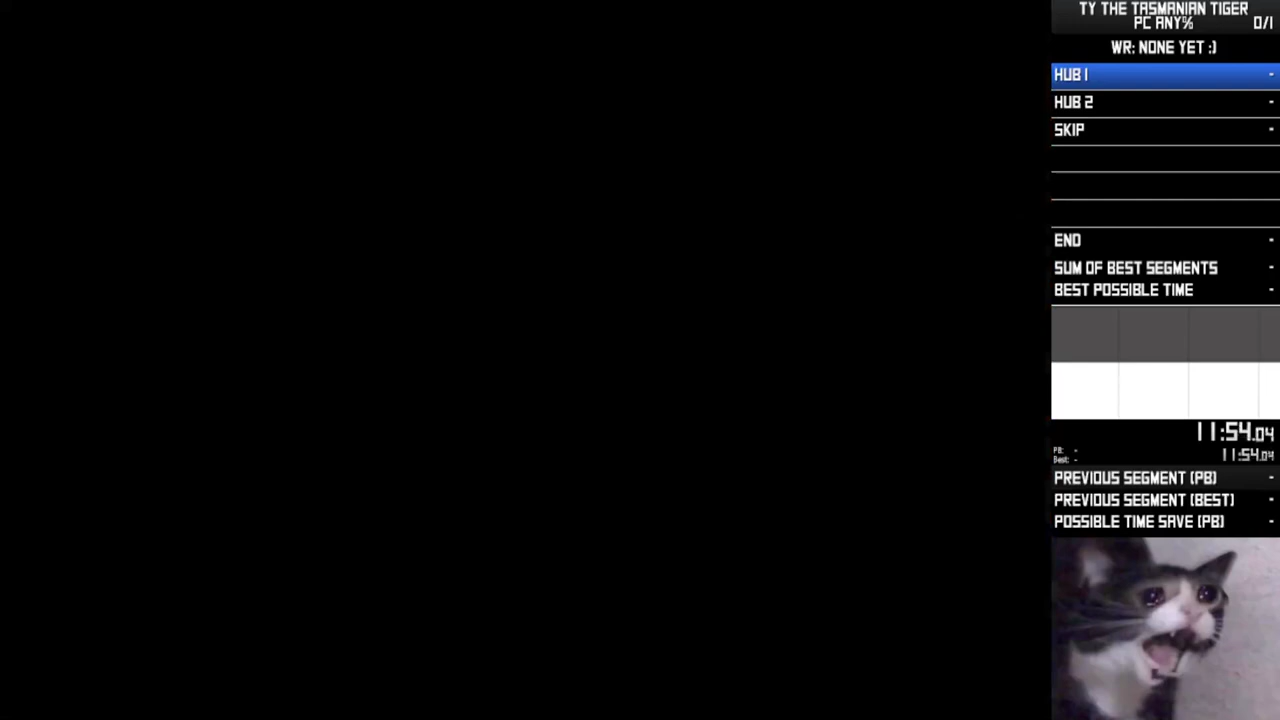 TY THE TASMANIAN TIGER
PC ANY% 0/1
WR: NONE YET :)
HUB 1 -
HUB 2 -
SKIP -
END -
SUM OF BEST SEGMENTS -
BEST POSSIBLE TIME -
11:54.04
PB: -
Best: - 11:54.04
PREVIOUS SEGMENT (PB) -
PREVIOUS SEGMENT (BEST) -
POSSIBLE TIME SAVE (PB) -